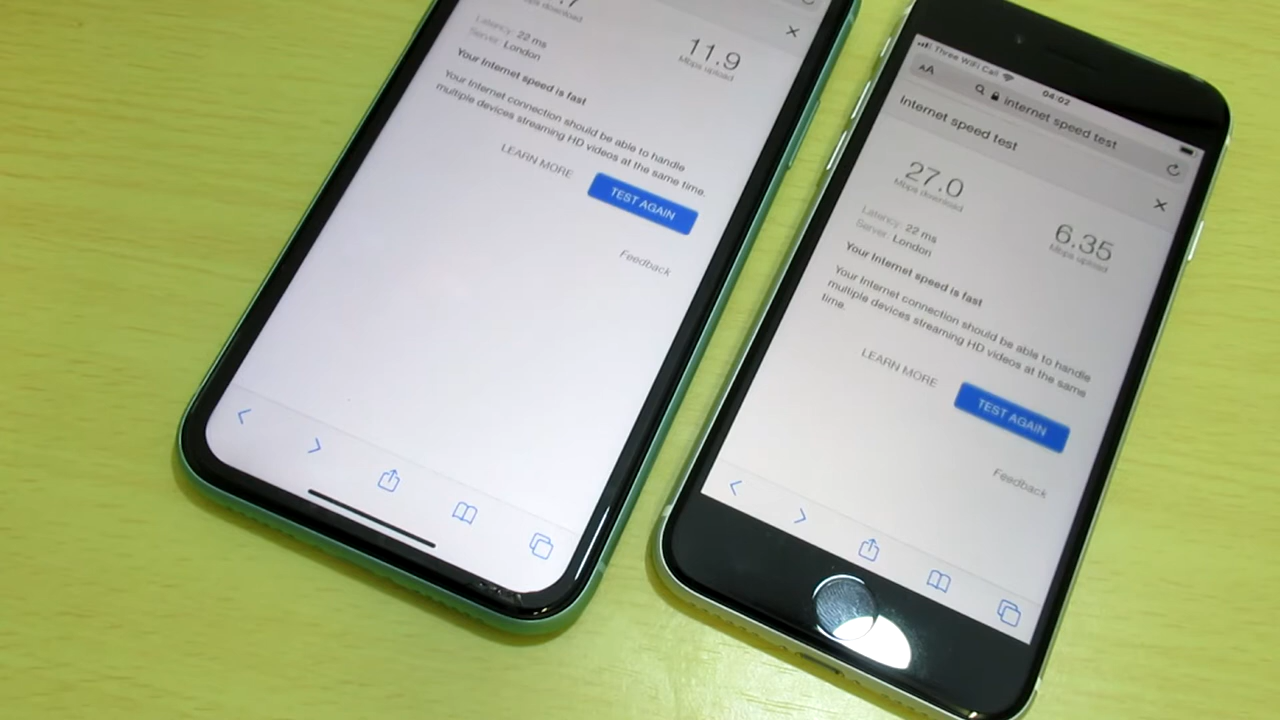 Mbps download
11.9
Mbps upload
Latency: 22 ms
Server: London
Your Internet speed is fast
Your Internet connection should be able to handle
multiple devices streaming HD videos at the same time.
LEARN MORE
TEST AGAIN
Feedback
Three WiFi Call
04:02
AA
internet speed test
Internet speed test
27.0
Mbps download
6.35
Mbps upload
Latency: 22 ms
Server: London
Your Internet speed is fast
Your Internet connection should be able to handle
multiple devices streaming HD videos at the same
time.
LEARN MORE
TEST AGAIN
Feedback